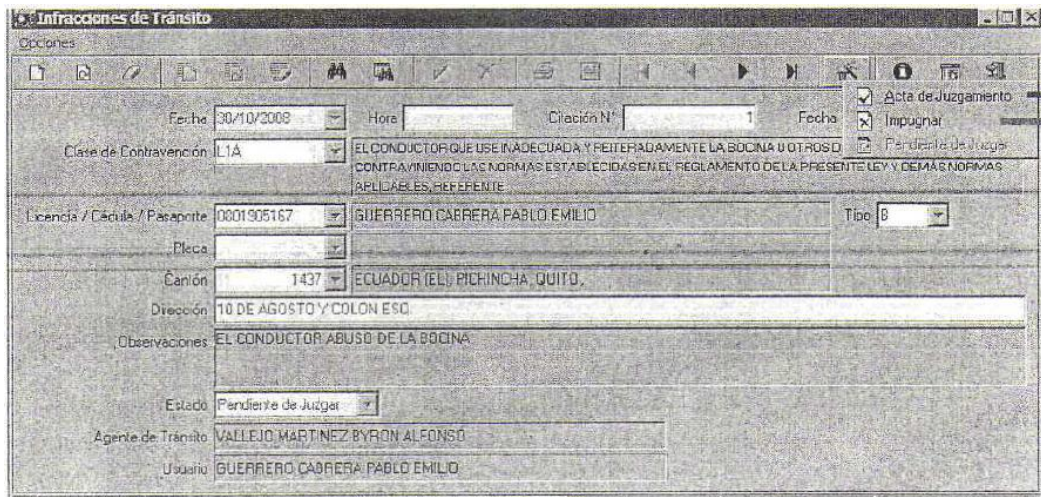 Infracciones de Tránsito
Opciones
Acta de Juzgamiento
Impugnar
Pendiente de Juzgar
Fecha 30/10/2008 Hora Citación N° 1 Fecha
Clase de Contravención L1A EL CONDUCTOR QUE USE INADECUADA Y REITERADAMENTE LA BOCINA U OTROS D
CONTRAVINIENDO LAS NORMAS ESTABLECIDAS EN EL REGLAMENTO DE LA PRESENTE LEY Y DEMÁS NORMAS
APLICABLES, REFERENTE
Licencia / Cédula / Pasaporte 0801905167 GUERRERO CABRERA PABLO EMILIO Tipo B
Placa
Cantón 1437 ECUADOR (EL), PICHINCHA, QUITO,
Dirección 10 DE AGOSTO Y COLON ESQ
Observaciones EL CONDUCTOR ABUSO DE LA BOCINA
Estado Pendiente de Juzgar
Agente de Tránsito VALLEJO MARTINEZ BYRON ALFONSO
Usuario GUERRERO CABRERA PABLO EMILIO